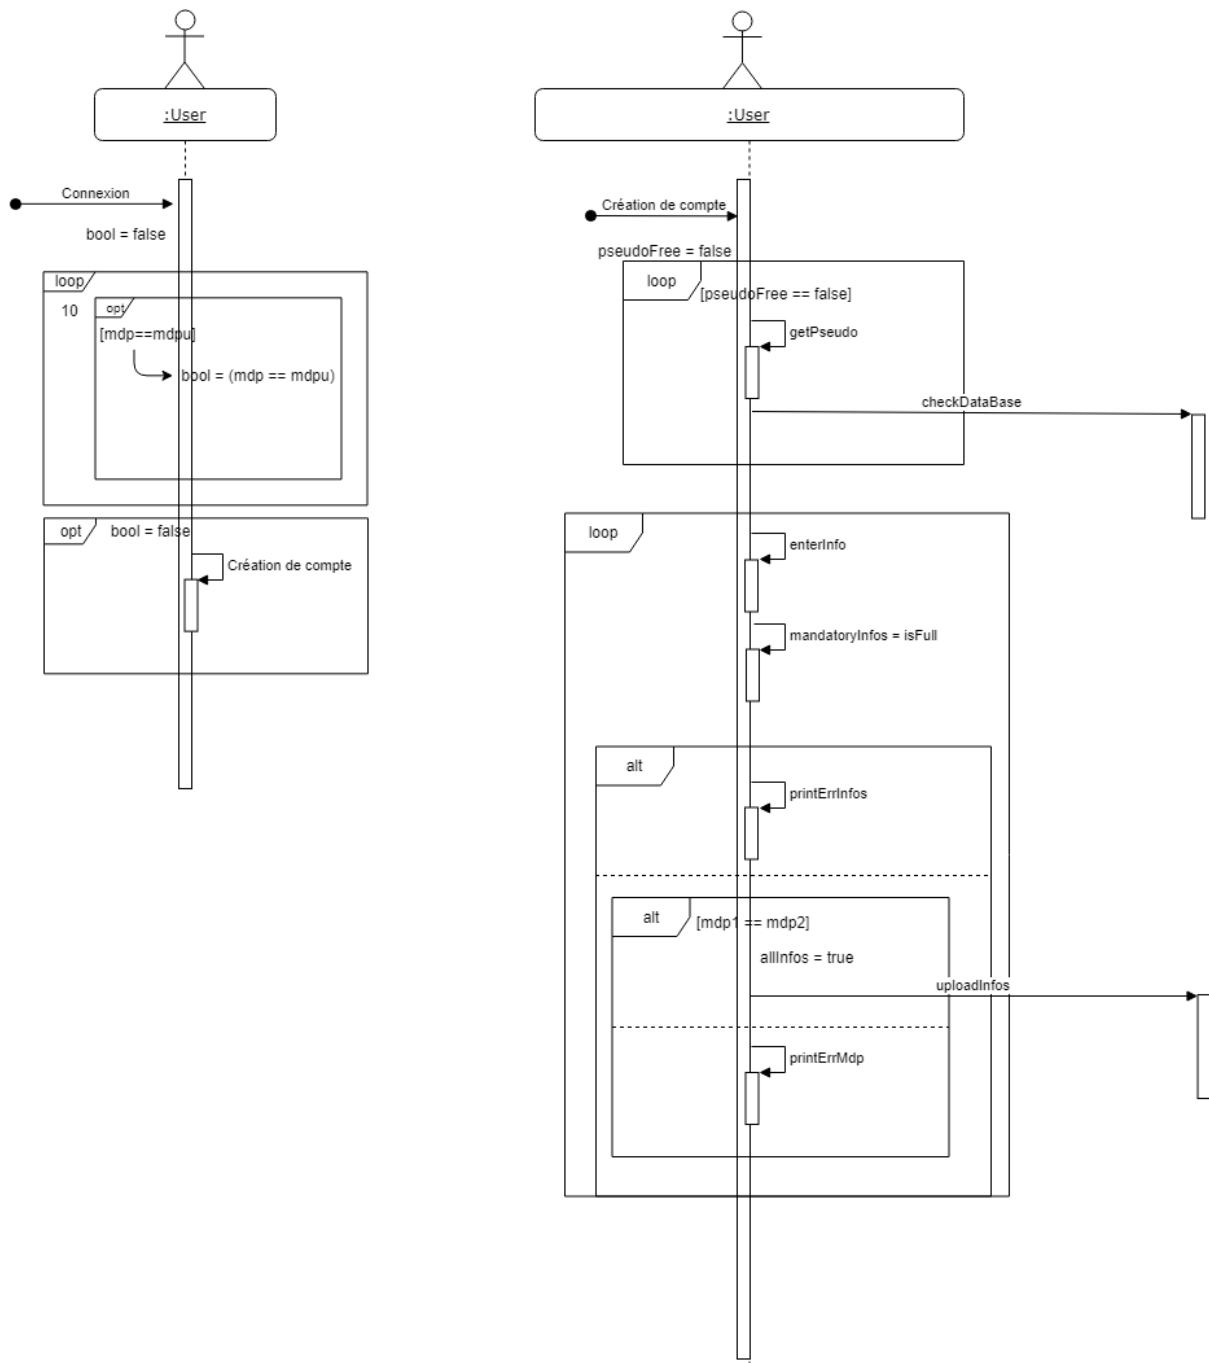 :User
Connexion
bool = false
loop
10
opt
[mdp==mdpu]
bool = (mdp == mdpu)
opt
bool = false
Création de compte
:User
Création de compte
pseudoFree = false
loop
[pseudoFree == false]
getPseudo
checkDataBase
loop
enterInfo
mandatoryInfos = isFull
alt
printErrInfos
alt
[mdp1 == mdp2]
allInfos = true
uploadInfos
printErrMdp